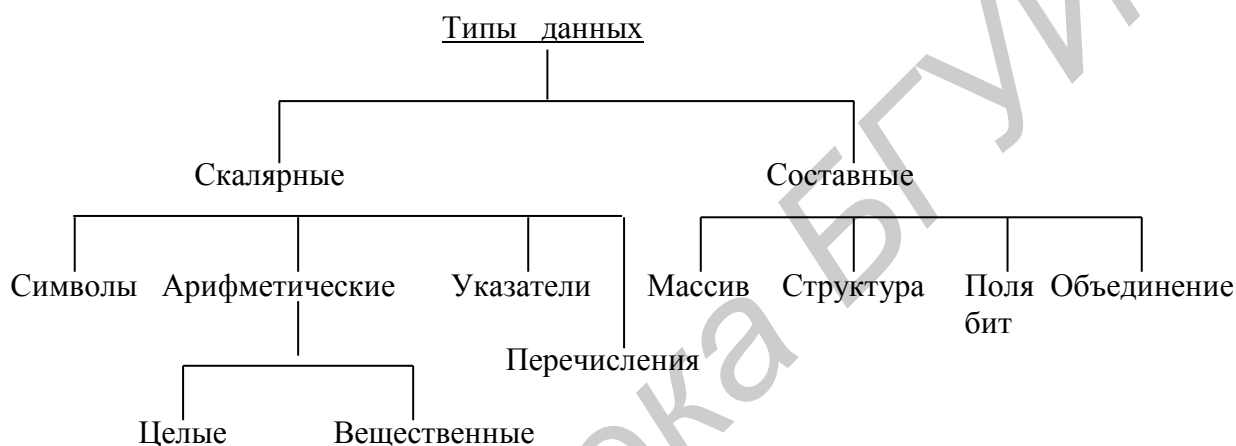 Типы данных
Скалярные Составные
Символы Арифметические Указатели Массив Структура Поля Объединение
бит
Перечисления
Целые Вещественные